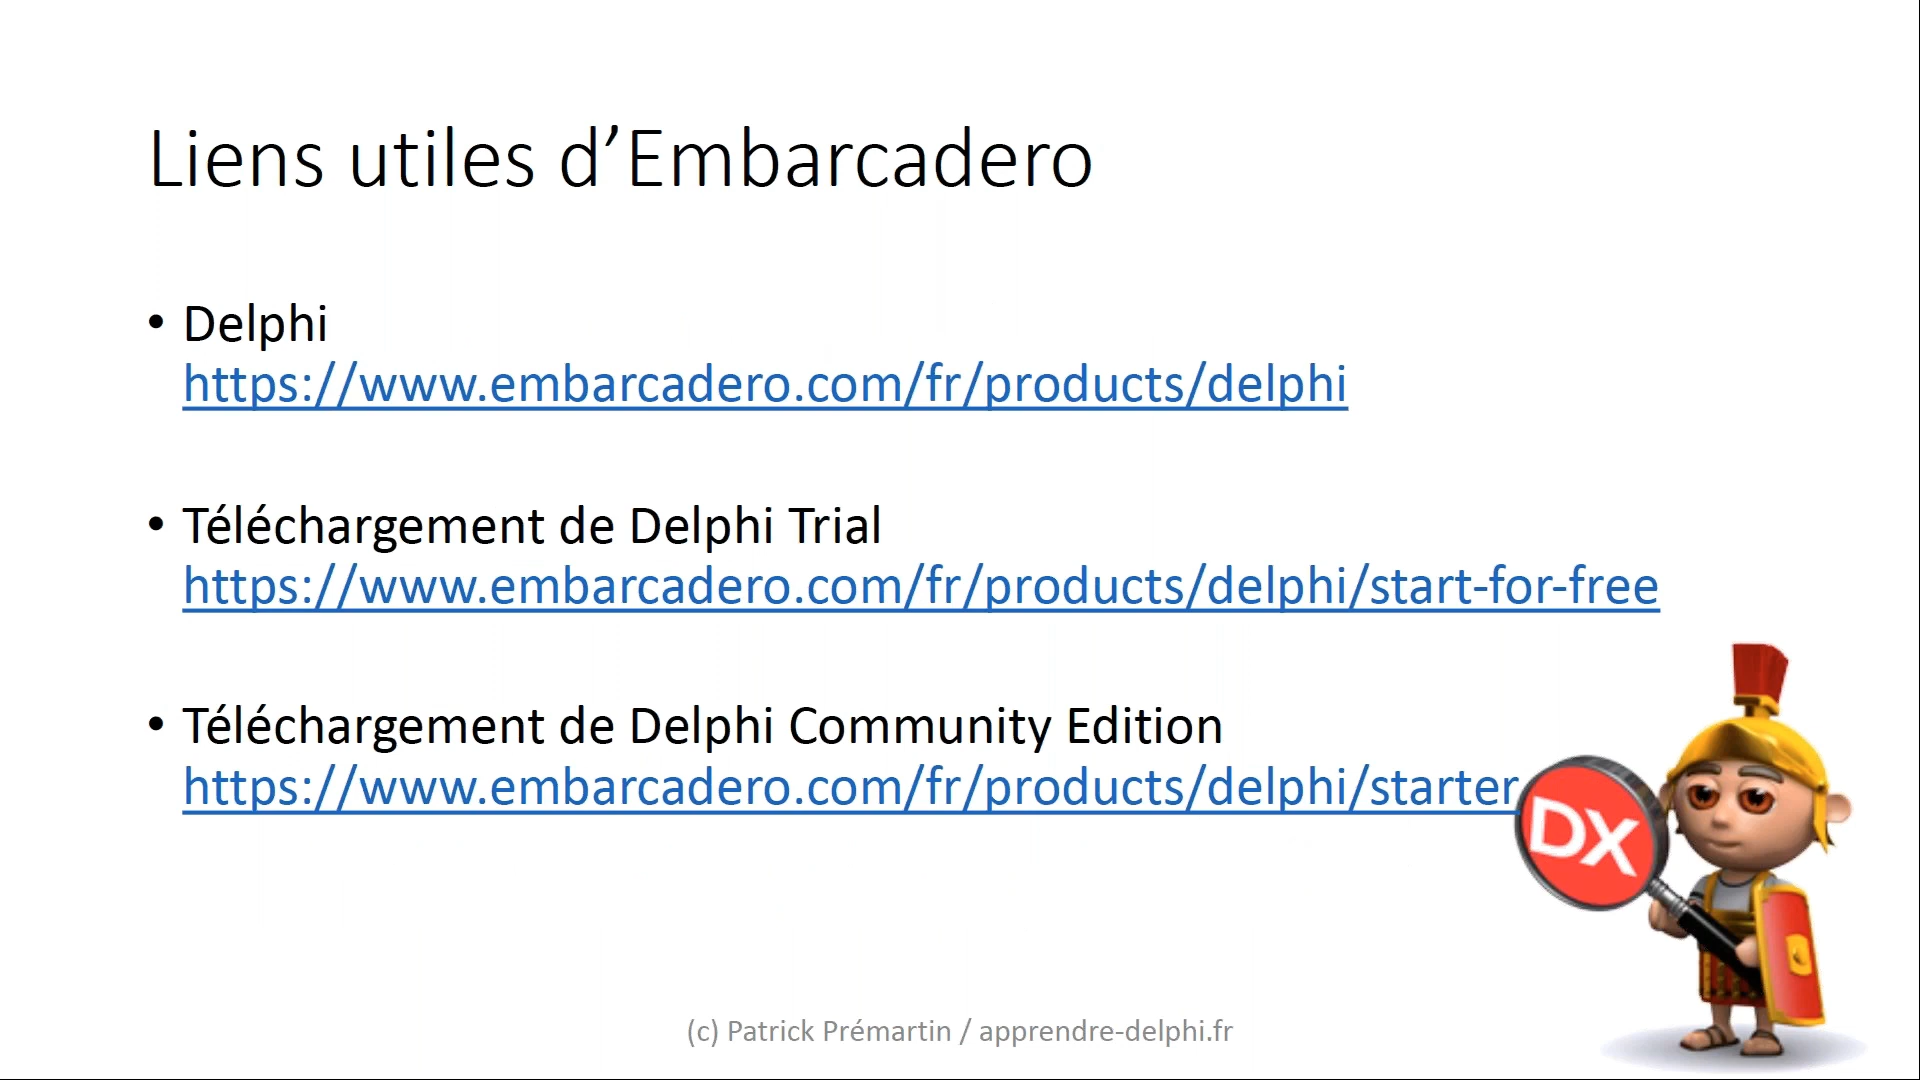 Liens utiles d’Embarcadero
• Delphi
https://www.embarcadero.com/fr/products/delphi
• Téléchargement de Delphi Trial
https://www.embarcadero.com/fr/products/delphi/start-for-free
• Téléchargement de Delphi Community Edition
https://www.embarcadero.com/fr/products/delphi/starter
DX
(c) Patrick Prémartin / apprendre-delphi.fr